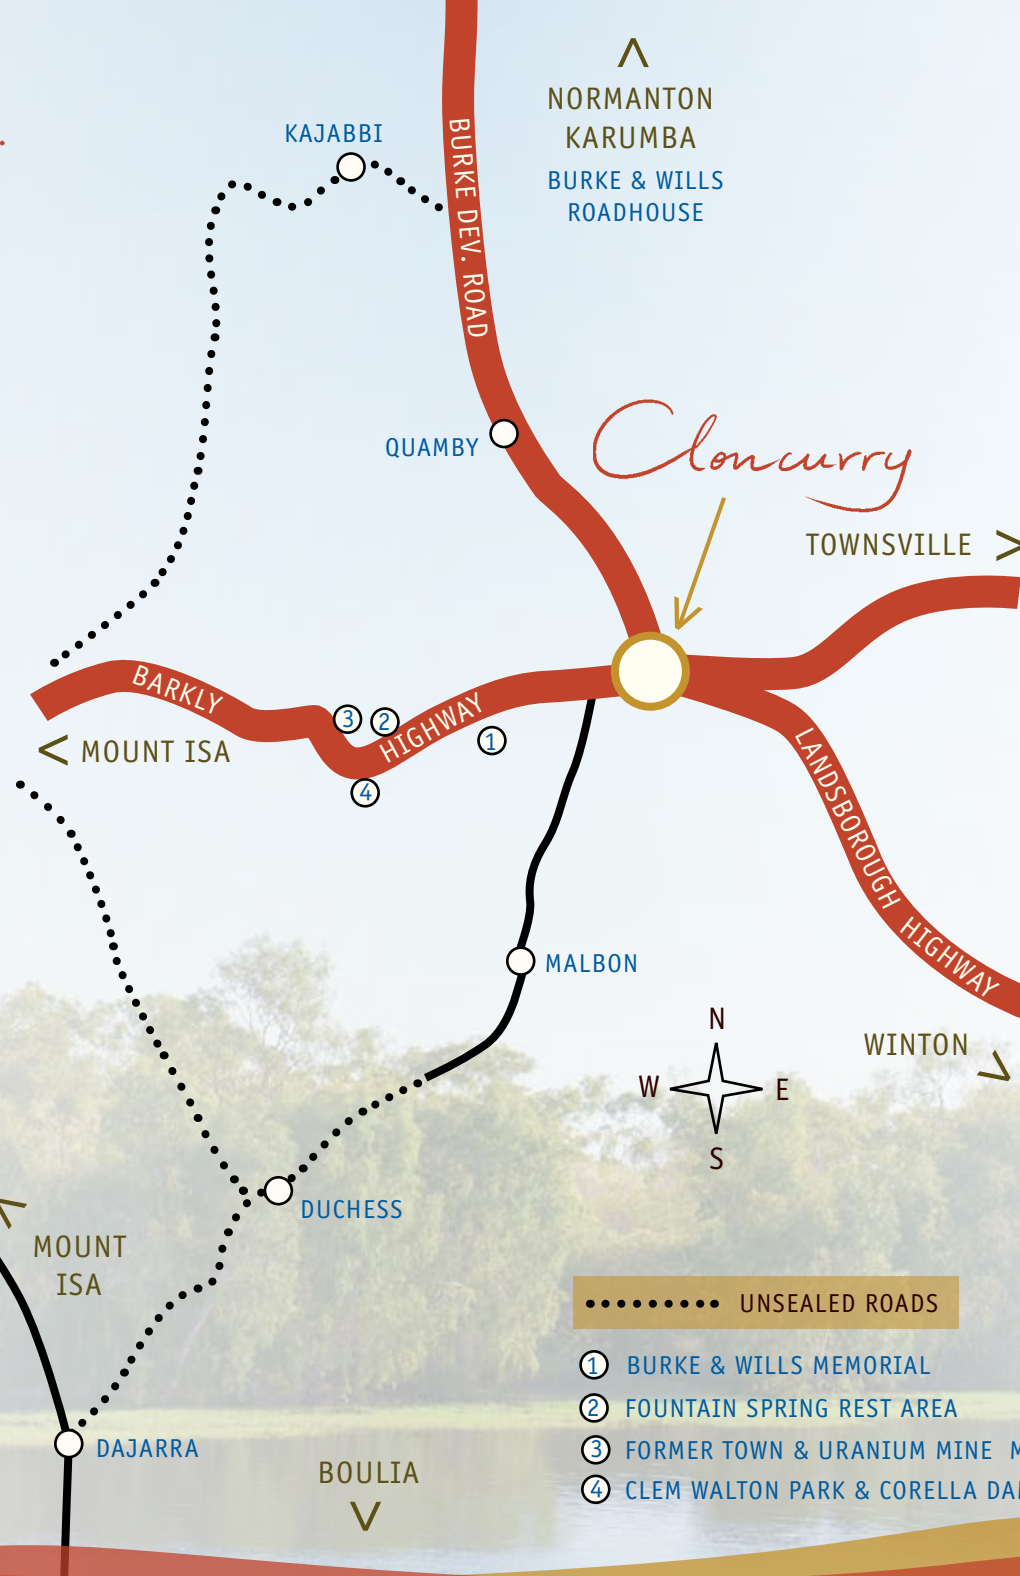 NORMANTON
KARUMBA
BURKE & WILLS
ROADHOUSE
KAJABBI
BURKE DEV. ROAD
QUAMBY
Cloncurry
TOWNSVILLE
BARKLY
HIGHWAY
3
2
1
4
MOUNT ISA
LANDSBOROUGH HIGHWAY
MALBON
WINTON
N
W
E
S
DUCHESS
MOUNT
ISA
UNSEALED ROADS
1 BURKE & WILLS MEMORIAL
2 FOUNTAIN SPRING REST AREA
3 FORMER TOWN & URANIUM MINE
4 CLEM WALTON PARK & CORELLA
DAJARRA
BOULIA